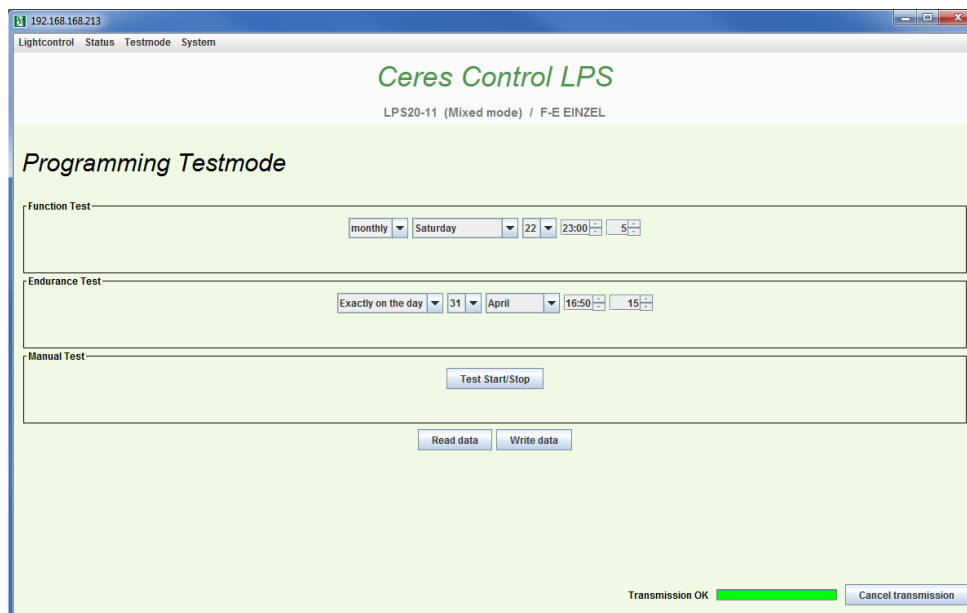 192.168.168.213
Lightcontrol Status Testmode System
Ceres Control LPS
LPS20-11 (Mixed mode) / F-E EINZEL
Programming Testmode
Function Test
monthly Saturday 22 23:00 5
Endurance Test
Exactly on the day 31 April 16:50 15
Manual Test
Test Start/Stop
Read data Write data
Transmission OK Cancel transmission